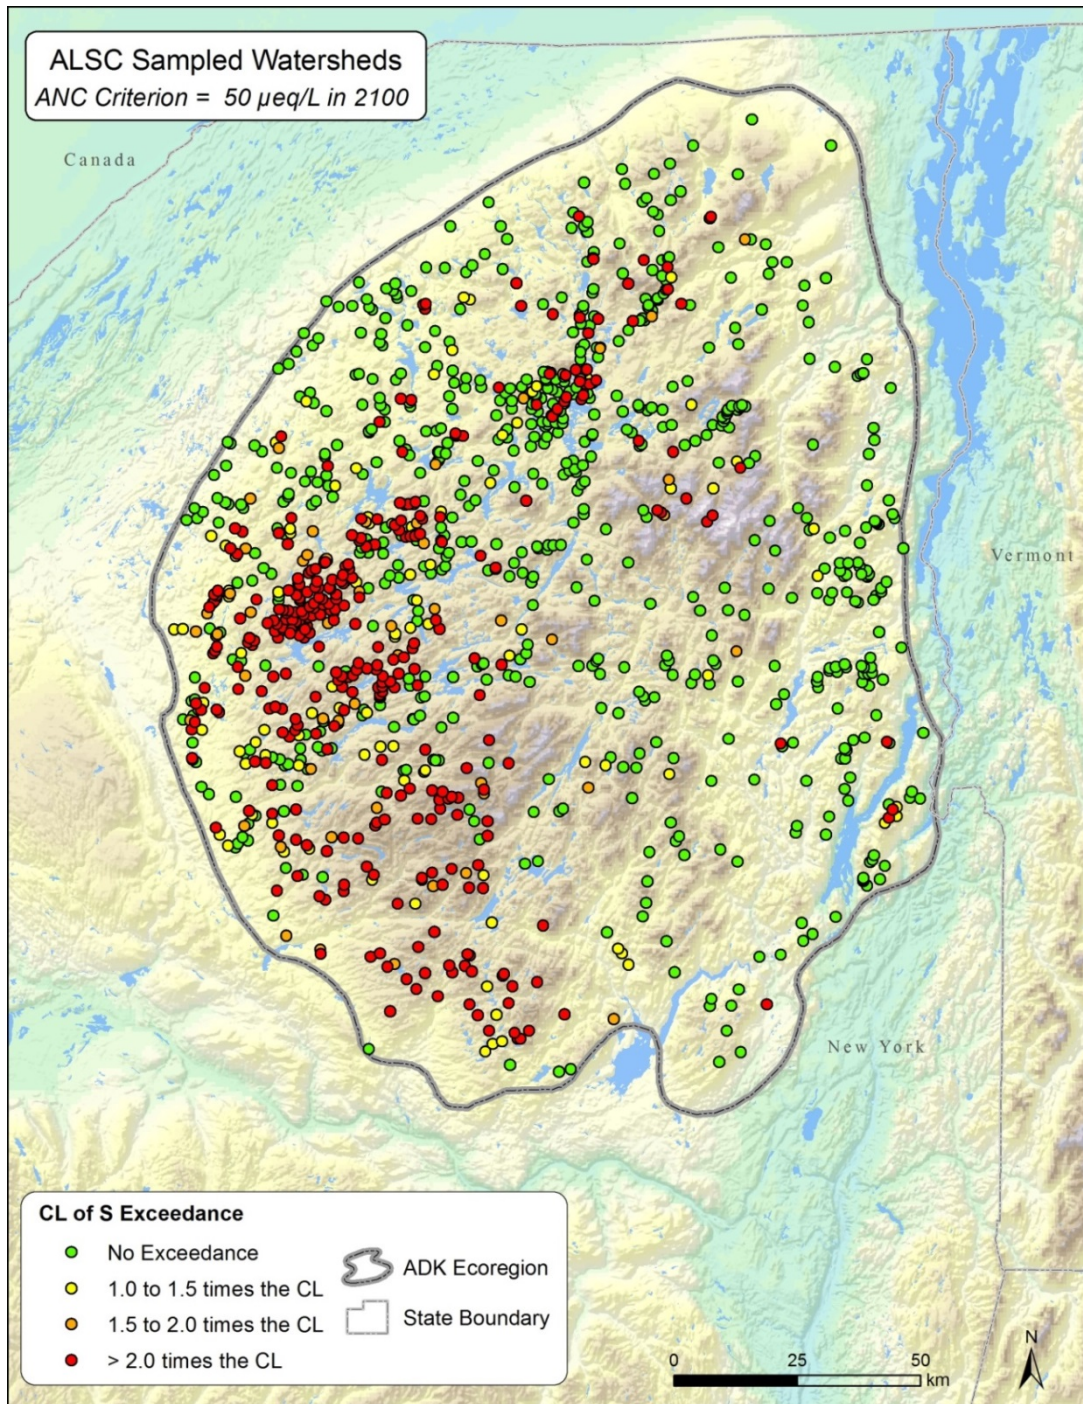 ALSC Sampled Watersheds
ANC Criterion = 50 µeq/L in 2100
Canada
Vermont
New York
CL of S Exceedance
No Exceedance
1.0 to 1.5 times the CL
1.5 to 2.0 times the CL
> 2.0 times the CL
ADK Ecoregion
State Boundary
0 25 50
km
N